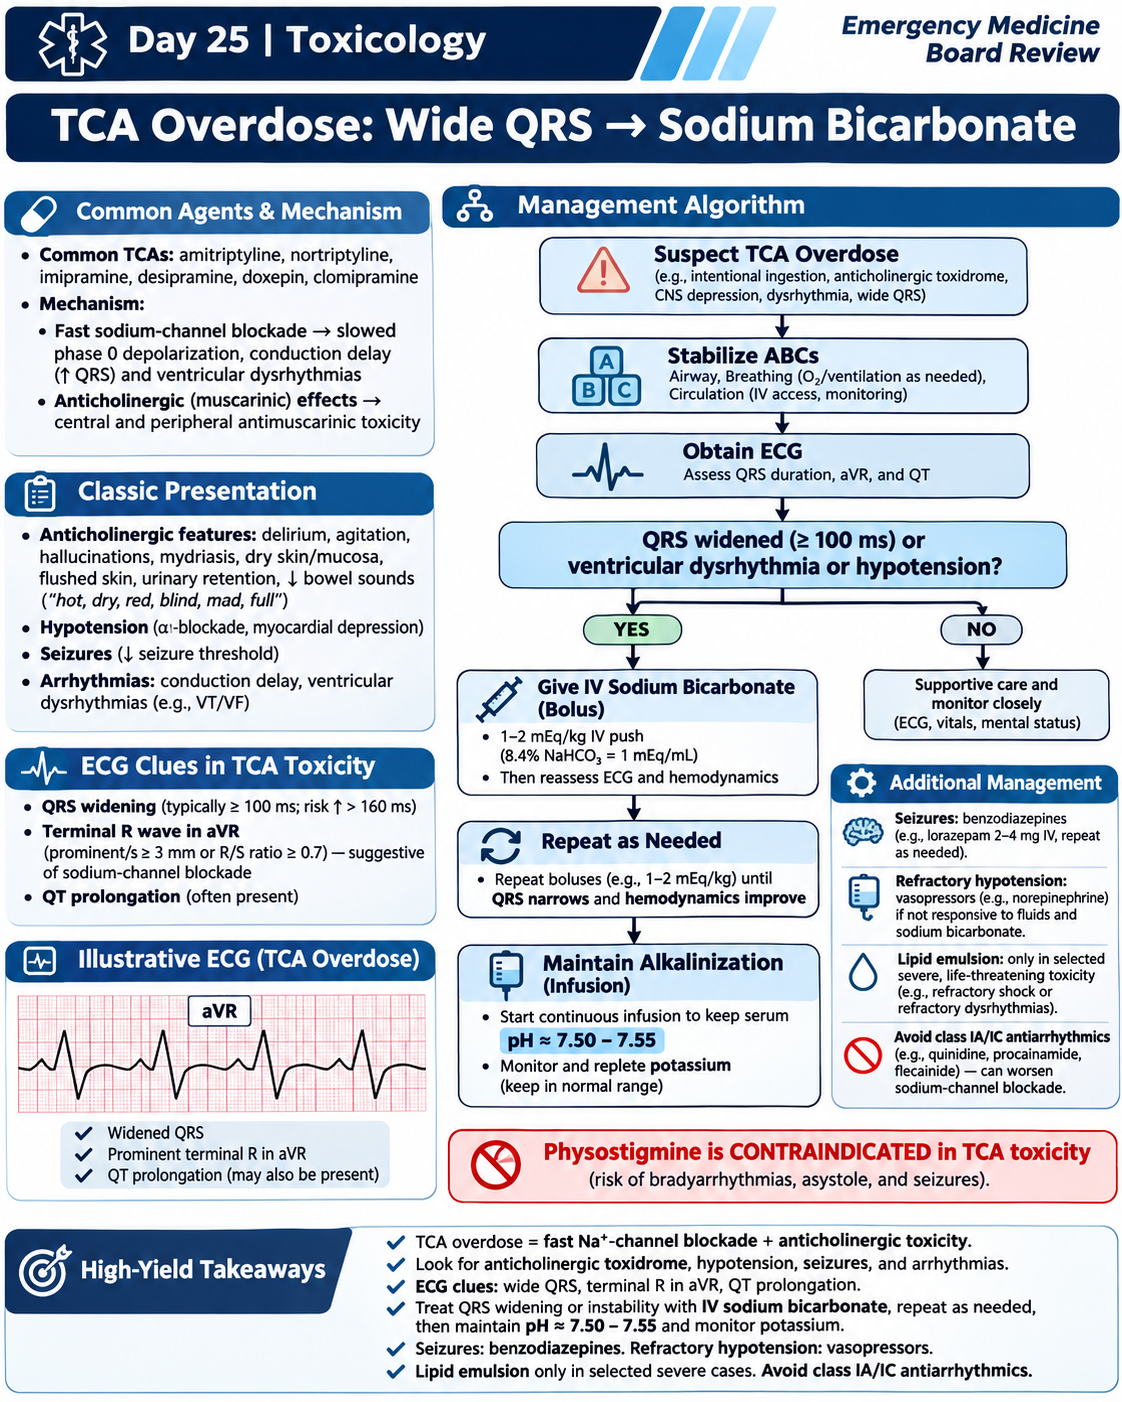 Day 25 | Toxicology
Emergency Medicine
Board Review
TCA Overdose: Wide QRS → Sodium Bicarbonate
Common Agents & Mechanism
• Common TCAs: amitriptyline, nortriptyline,
imipramine, desipramine, doxepin, clomipramine
• Mechanism:
• Fast sodium-channel blockade → slowed
phase 0 depolarization, conduction delay
(↑ QRS) and ventricular dysrhythmias
• Anticholinergic (muscarinic) effects →
central and peripheral antimuscarinic toxicity
Classic Presentation
• Anticholinergic features: delirium, agitation,
hallucinations, mydriasis, dry skin/mucosa,
flushed skin, urinary retention, ↓ bowel sounds
("hot, dry, red, blind, mad, full")
• Hypotension (α₁-blockade, myocardial depression)
• Seizures (↓ seizure threshold)
• Arrhythmias: conduction delay, ventricular
dysrhythmias (e.g., VT/VF)
ECG Clues in TCA Toxicity
• QRS widening (typically ≥ 100 ms; risk ↑ > 160 ms)
• Terminal R wave in aVR
(prominent/s ≥ 3 mm or R/S ratio ≥ 0.7) — suggestive
of sodium-channel blockade
• QT prolongation (often present)
Illustrative ECG (TCA Overdose)
aVR
✓ Widened QRS
✓ Prominent terminal R in aVR
✓ QT prolongation (may also be present)
Management Algorithm
Suspect TCA Overdose
(e.g., intentional ingestion, anticholinergic toxidrome,
CNS depression, dysrhythmia, wide QRS)
A
B C
Stabilize ABCs
Airway, Breathing (O₂/ventilation as needed),
Circulation (IV access, monitoring)
Obtain ECG
Assess QRS duration, aVR, and QT
QRS widened (≥ 100 ms) or
ventricular dysrhythmia or hypotension?
YES
NO
Give IV Sodium Bicarbonate
(Bolus)
• 1–2 mEq/kg IV push
(8.4% NaHCO₃ = 1 mEq/mL)
• Then reassess ECG and hemodynamics
Repeat as Needed
• Repeat boluses (e.g., 1–2 mEq/kg) until
QRS narrows and hemodynamics improve
Maintain Alkalinization
(Infusion)
• Start continuous infusion to keep serum
pH ≈ 7.50 – 7.55
• Monitor and replete potassium
(keep in normal range)
Supportive care and
monitor closely
(ECG, vitals, mental status)
Additional Management
Seizures: benzodiazepines
(e.g., lorazepam 2–4 mg IV, repeat
as needed).
Refractory hypotension:
vasopressors (e.g., norepinephrine)
if not responsive to fluids and
sodium bicarbonate.
Lipid emulsion: only in selected
severe, life-threatening toxicity
(e.g., refractory shock or
refractory dysrhythmias).
Avoid class IA/IC antiarrhythmics
(e.g., quinidine, procainamide,
flecainide) — can worsen
sodium-channel blockade.
Physostigmine is CONTRAINDICATED in TCA toxicity
(risk of bradyarrhythmias, asystole, and seizures).
High-Yield Takeaways
✓ TCA overdose = fast Na⁺-channel blockade + anticholinergic toxicity.
✓ Look for anticholinergic toxidrome, hypotension, seizures, and arrhythmias.
✓ ECG clues: wide QRS, terminal R in aVR, QT prolongation.
✓ Treat QRS widening or instability with IV sodium bicarbonate, repeat as needed,
then maintain pH ≈ 7.50 – 7.55 and monitor potassium.
✓ Seizures: benzodiazepines. Refractory hypotension: vasopressors.
✓ Lipid emulsion only in selected severe cases. Avoid class IA/IC antiarrhythmics.